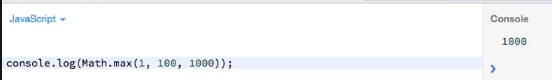 JavaScript
Console
1000
console.log(Math.max(1, 100, 1000));